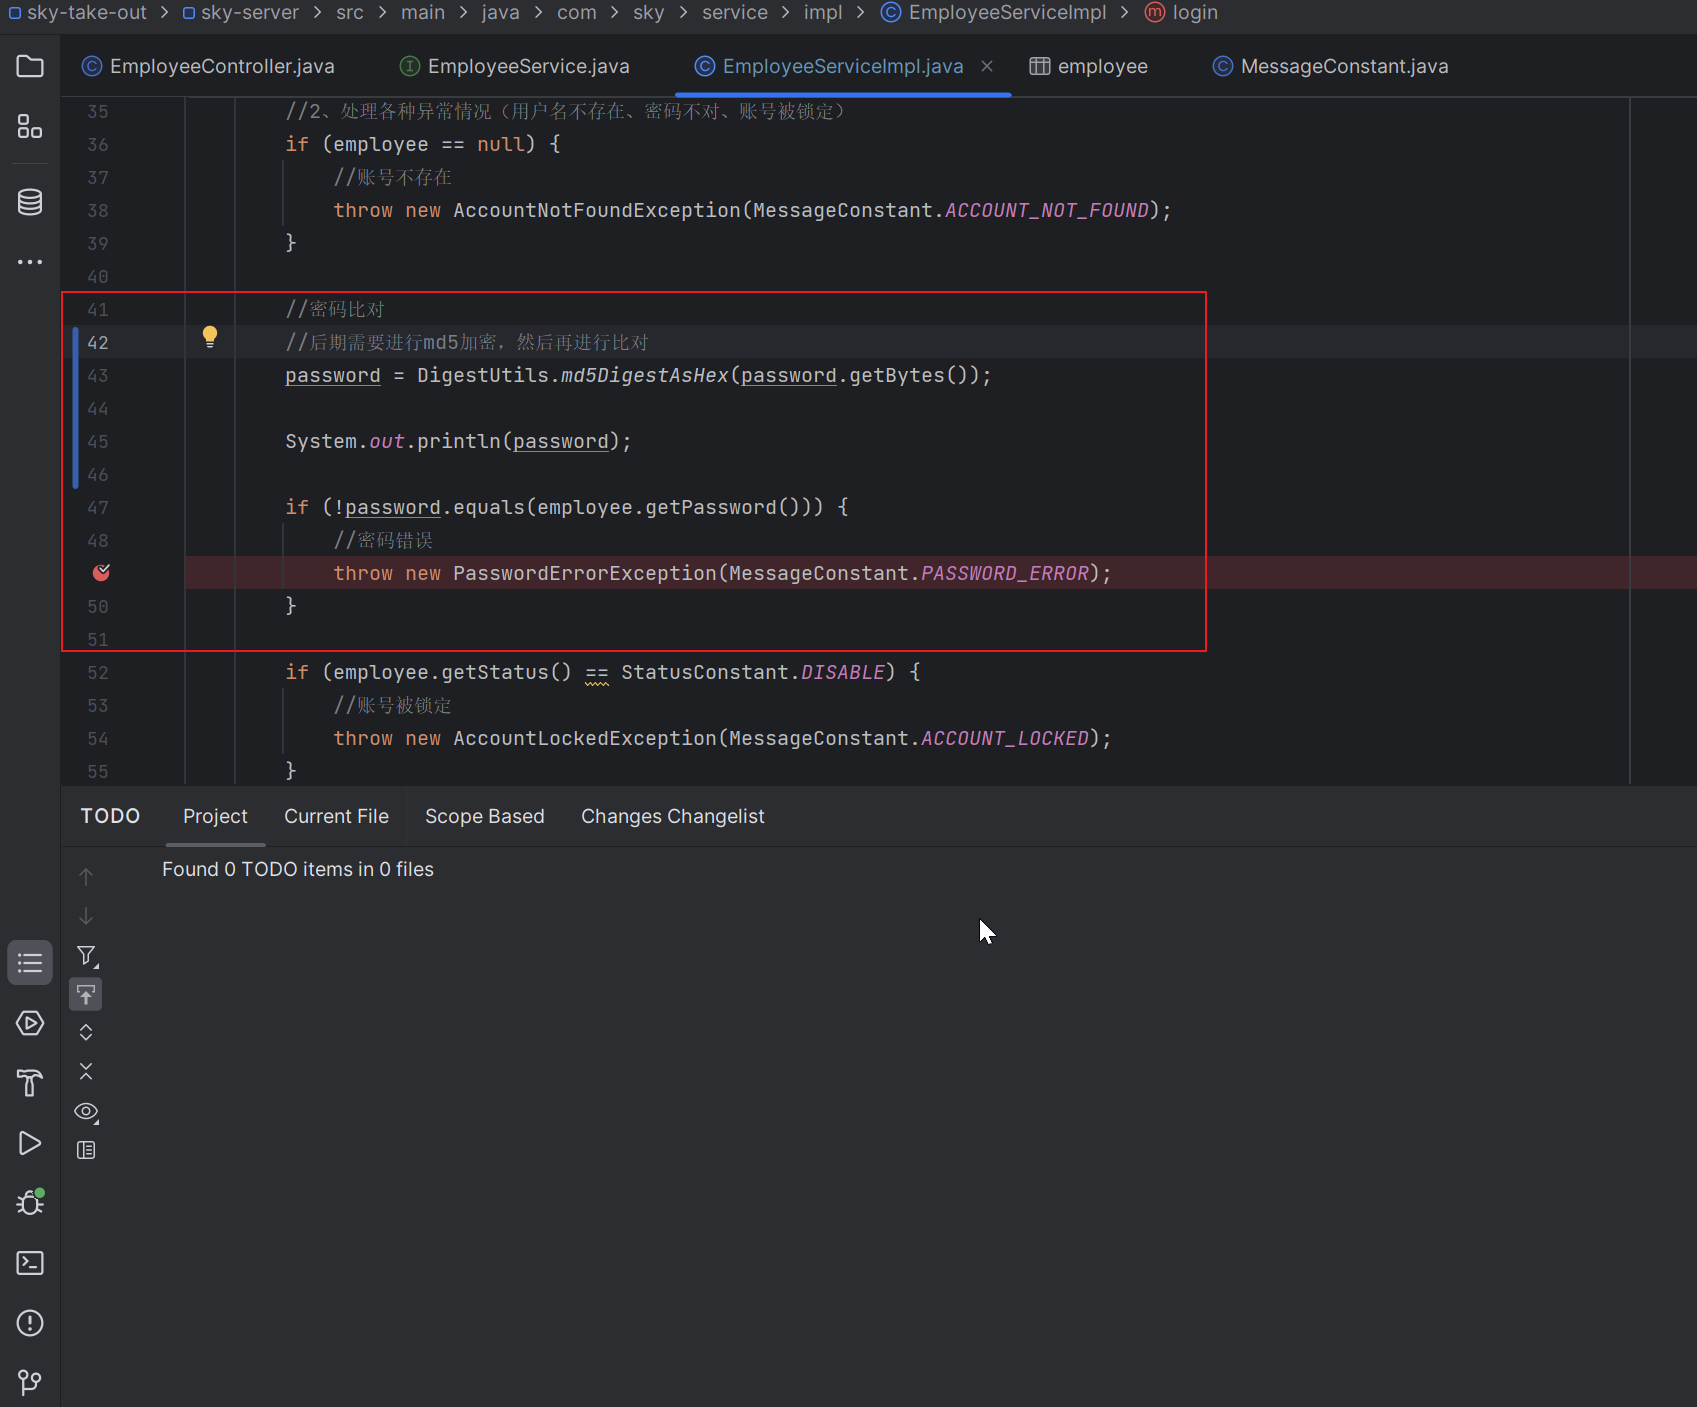 sky-take-out > sky-server > src > main > java > com > sky > service > impl > EmployeeServiceImpl > login
EmployeeController.java EmployeeService.java EmployeeServiceImpl.java employee MessageConstant.java
35 //2、处理各种异常情况（用户名不存在、密码不对、账号被锁定）
36 if (employee == null) {
37 //账号不存在
38 throw new AccountNotFoundException(MessageConstant.ACCOUNT_NOT_FOUND);
39 }
40
41 //密码比对
42 //后期需要进行md5加密，然后再进行比对
43 password = DigestUtils.md5DigestAsHex(password.getBytes());
44
45 System.out.println(password);
46
47 if (!password.equals(employee.getPassword())) {
48 //密码错误
throw new PasswordErrorException(MessageConstant.PASSWORD_ERROR);
50 }
51
52 if (employee.getStatus() == StatusConstant.DISABLE) {
53 //账号被锁定
54 throw new AccountLockedException(MessageConstant.ACCOUNT_LOCKED);
55 }
TODO Project Current File Scope Based Changes Changelist
Found 0 TODO items in 0 files